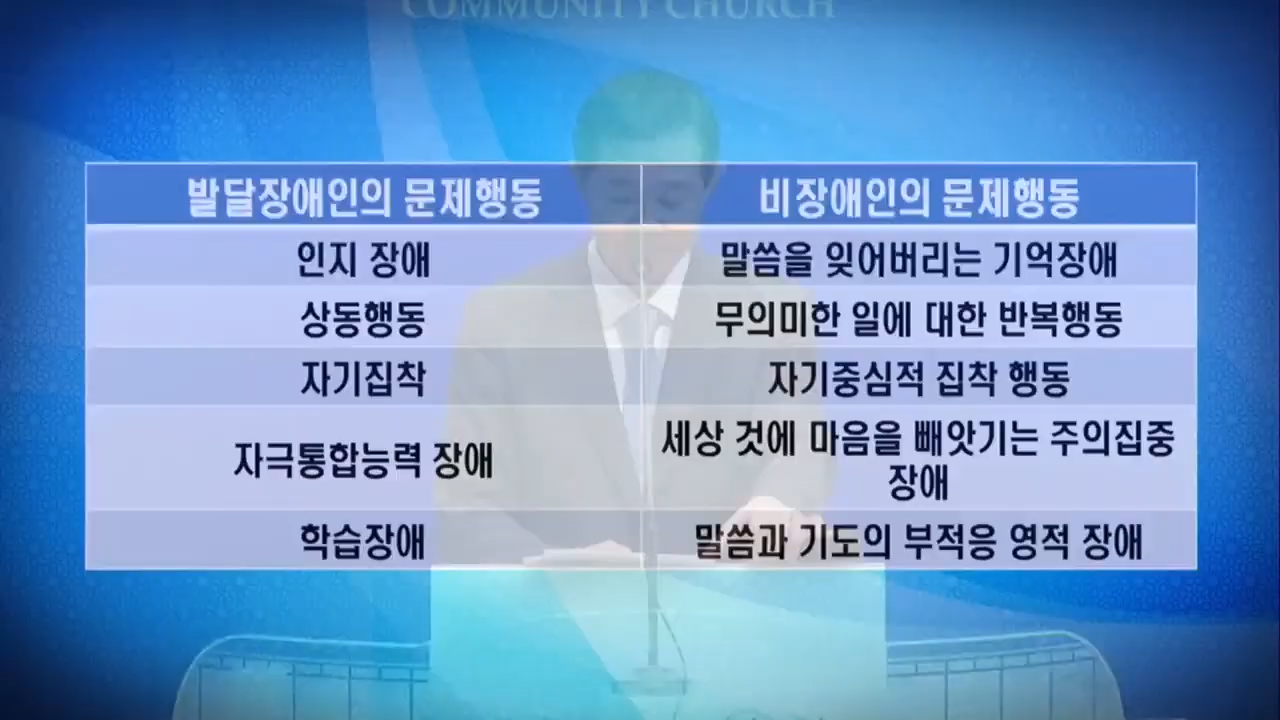 COMMUNITY CHURCH
발달장애인의 문제행동 비장애인의 문제행동
인지 장애 말씀을 잊어버리는 기억장애
상동행동 무의미한 일에 대한 반복행동
자기집착 자기중심적 집착 행동
자극통합능력 장애 세상 것에 마음을 빼앗기는 주의집중
장애
학습장애 말씀과 기도의 부적응 영적 장애